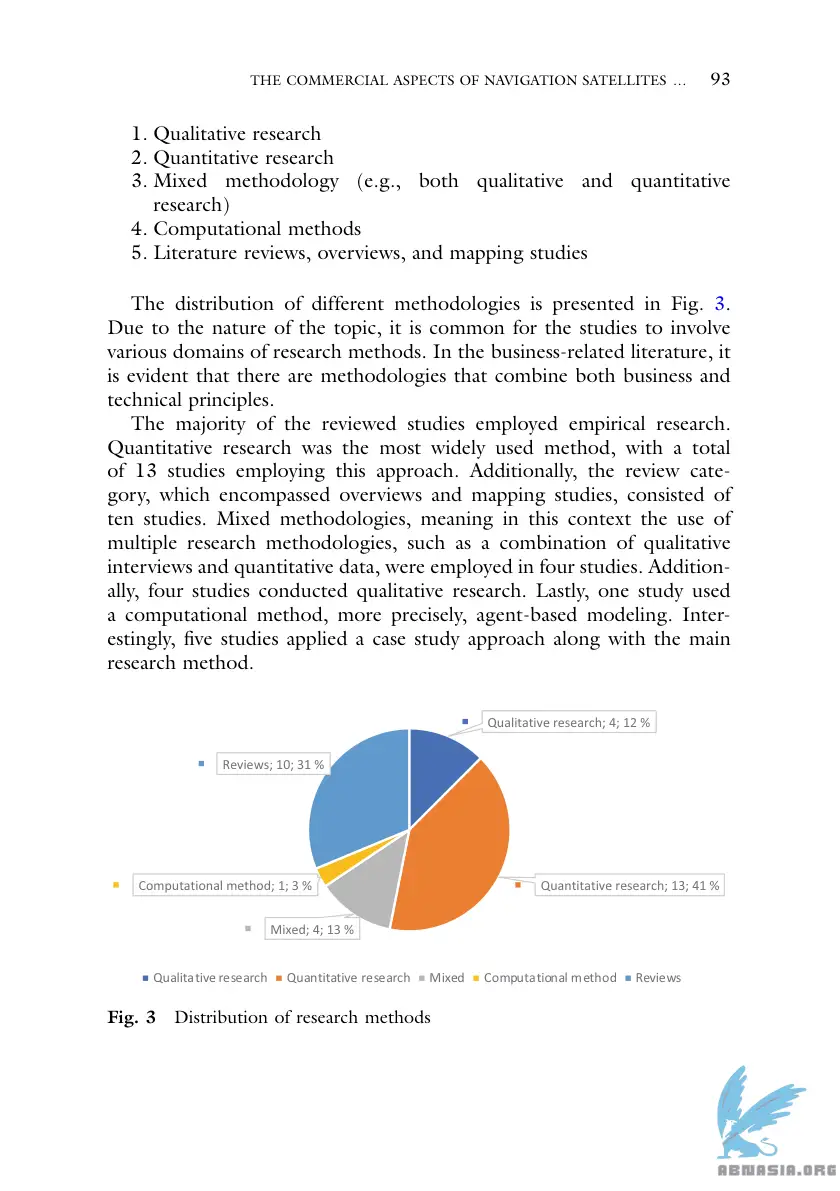 THE COMMERCIAL ASPECTS OF NAVIGATION SATELLITES … 93
1. Qualitative research
2. Quantitative research
3. Mixed methodology (e.g., both qualitative and quantitative
research)
4. Computational methods
5. Literature reviews, overviews, and mapping studies
The distribution of different methodologies is presented in Fig. 3.
Due to the nature of the topic, it is common for the studies to involve
various domains of research methods. In the business-related literature, it
is evident that there are methodologies that combine both business and
technical principles.
The majority of the reviewed studies employed empirical research.
Quantitative research was the most widely used method, with a total
of 13 studies employing this approach. Additionally, the review cate-
gory, which encompassed overviews and mapping studies, consisted of
ten studies. Mixed methodologies, meaning in this context the use of
multiple research methodologies, such as a combination of qualitative
interviews and quantitative data, were employed in four studies. Addition-
ally, four studies conducted qualitative research. Lastly, one study used
a computational method, more precisely, agent-based modeling. Inter-
estingly, five studies applied a case study approach along with the main
research method.
Qualitative research; 4; 12 %
Reviews; 10; 31 %
Computational method; 1; 3 %
Quantitative research; 13; 41 %
Mixed; 4; 13 %
Qualitative research Quantitative research Mixed Computational method Reviews
Fig. 3 Distribution of research methods
ABNASIA.ORG